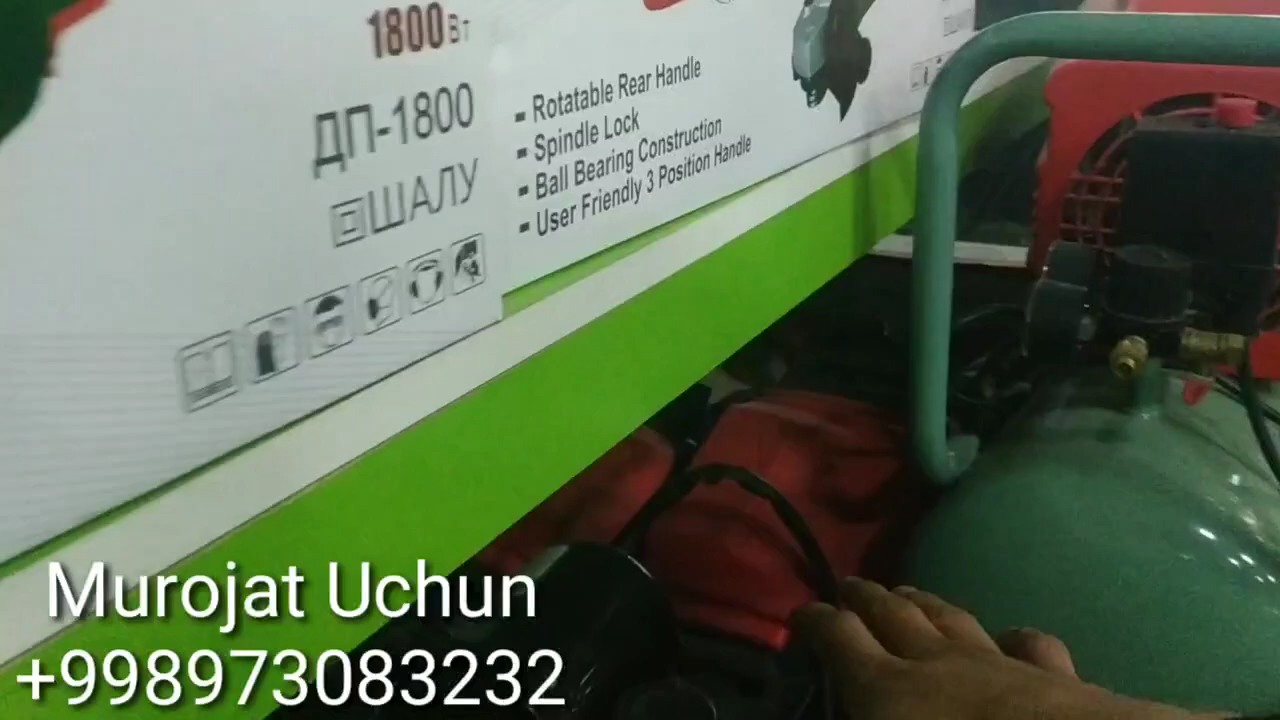 1800Вт
ДП-1800
ШАЛУ
- Rotatable Rear Handle
- Spindle Lock
- Ball Bearing Construction
- User Friendly 3 Position Handle
Murojat Uchun
+998973083232